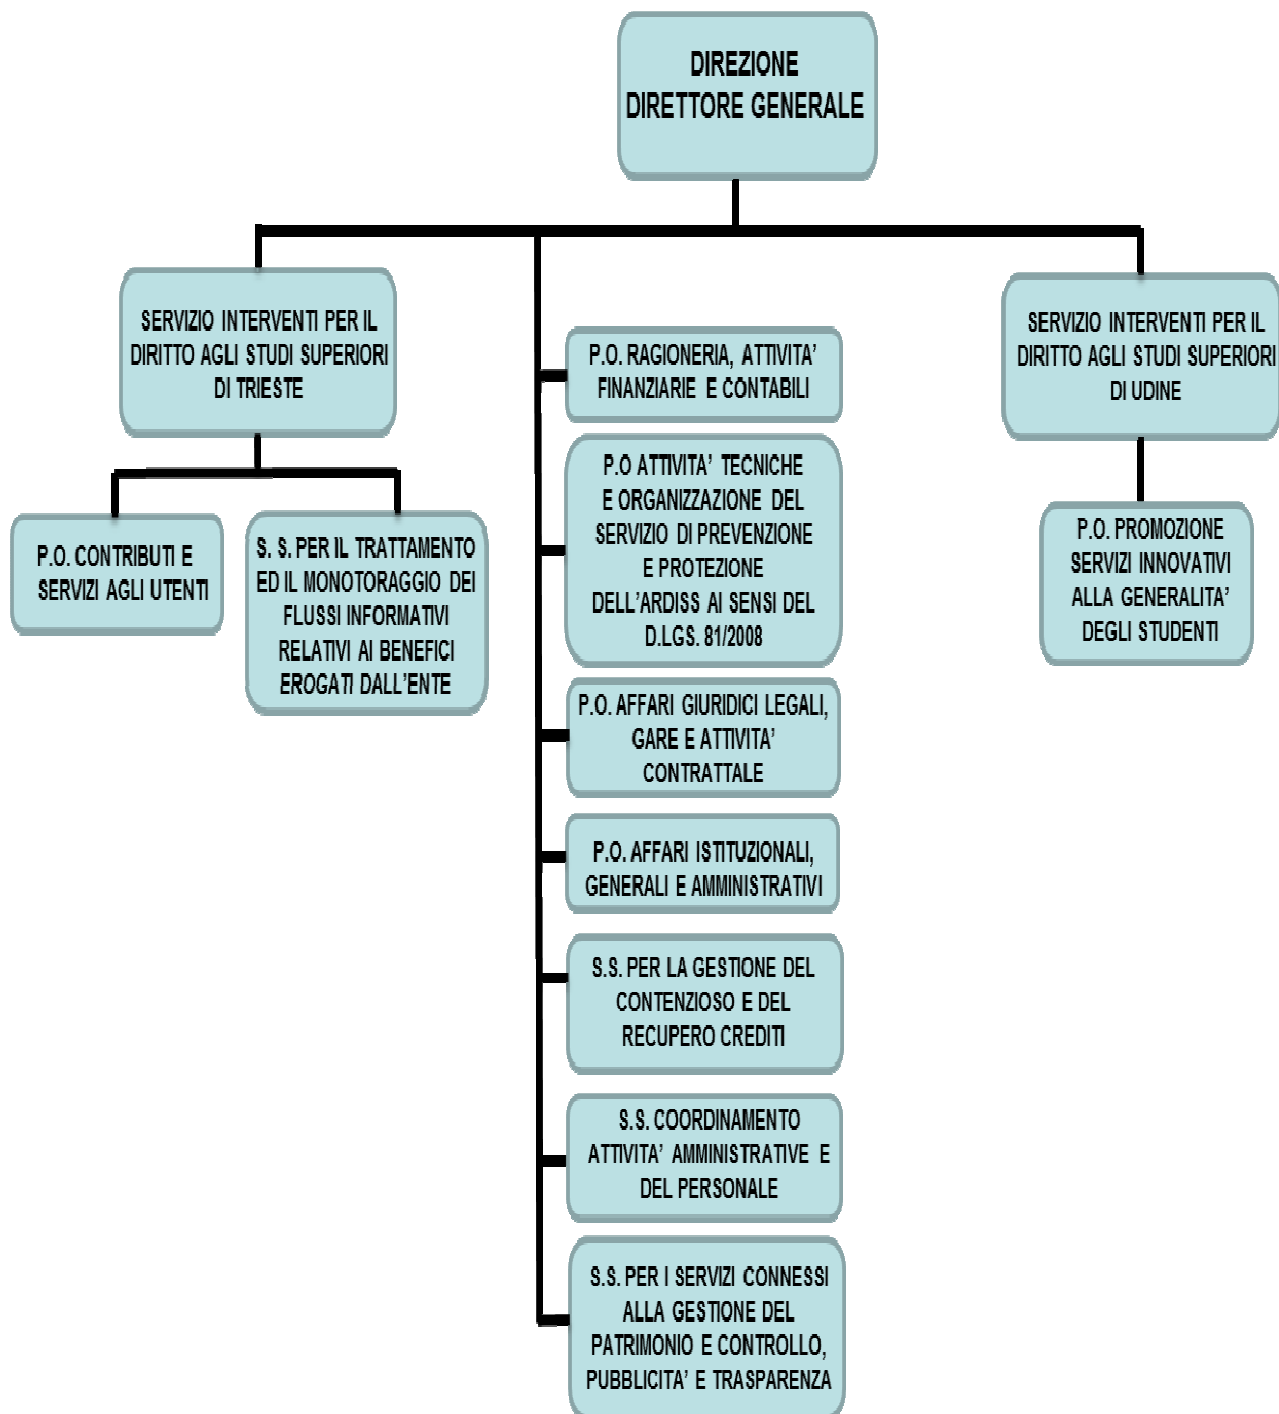 DIREZIONE
DIRETTORE GENERALE
SERVIZIO INTERVENTI PER IL
DIRITTO AGLI STUDI SUPERIORI
DI TRIESTE
P.O. CONTRIBUTI E
SERVIZI AGLI UTENTI
S. S. PER IL TRATTAMENTO
ED IL MONOTORAGGIO DEI
FLUSSI INFORMATIVI
RELATIVI AI BENEFICI
EROGATI DALL'ENTE
P.O. RAGIONERIA, ATTIVITA'
FINANZIARIE E CONTABILI
P.O ATTIVITA' TECNICHE
E ORGANIZZAZIONE DEL
SERVIZIO DI PREVENZIONE
E PROTEZIONE
DELL'ARDISS AI SENSI DEL
D.LGS. 81/2008
P.O. AFFARI GIURIDICI LEGALI,
GARE E ATTIVITA'
CONTRATTALE
P.O. AFFARI ISTITUZIONALI,
GENERALI E AMMINISTRATIVI
S.S. PER LA GESTIONE DEL
CONTENZIOSO E DEL
RECUPERO CREDITI
S.S. COORDINAMENTO
ATTIVITA' AMMINISTRATIVE E
DEL PERSONALE
S.S. PER I SERVIZI CONNESSI
ALLA GESTIONE DEL
PATRIMONIO E CONTROLLO,
PUBBLICITA' E TRASPARENZA
SERVIZIO INTERVENTI PER IL
DIRITTO AGLI STUDI SUPERIORI
DI UDINE
P.O. PROMOZIONE
SERVIZI INNOVATIVI
ALLA GENERALITA'
DEGLI STUDENTI